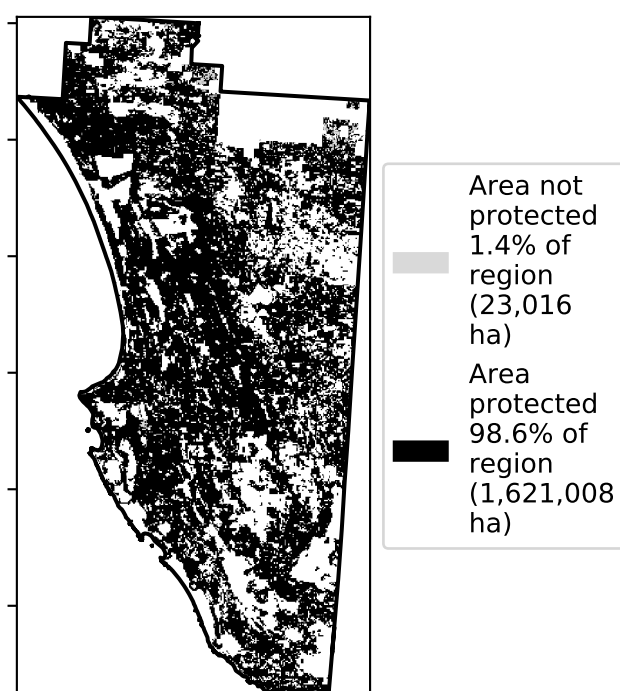 Area not
protected
1.4% of
region
(23,016
ha)
Area
protected
98.6% of
region
(1,621,008
ha)